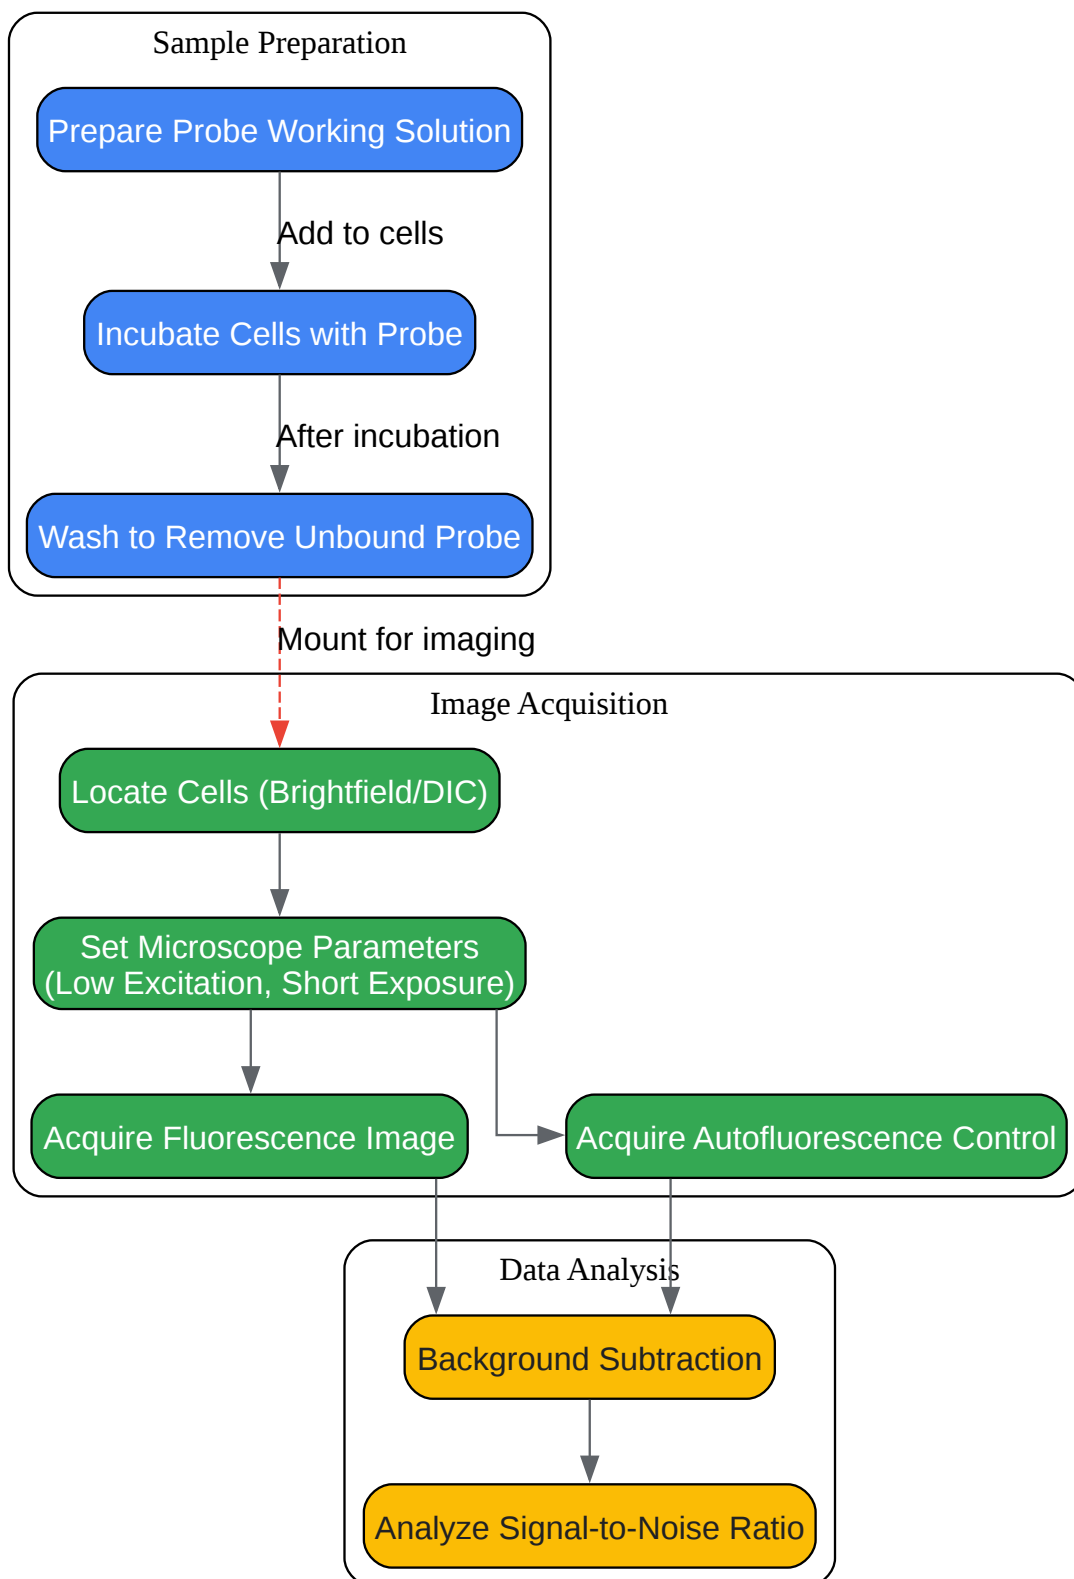 Sample Preparation
Prepare Probe Working Solution
Add to cells
Incubate Cells with Probe
After incubation
Wash to Remove Unbound Probe
Mount for imaging
Image Acquisition
Locate Cells (Brightfield/DIC)
Set Microscope Parameters
(Low Excitation, Short Exposure)
Acquire Fluorescence Image
Acquire Autofluorescence Control
Data Analysis
Background Subtraction
Analyze Signal-to-Noise Ratio